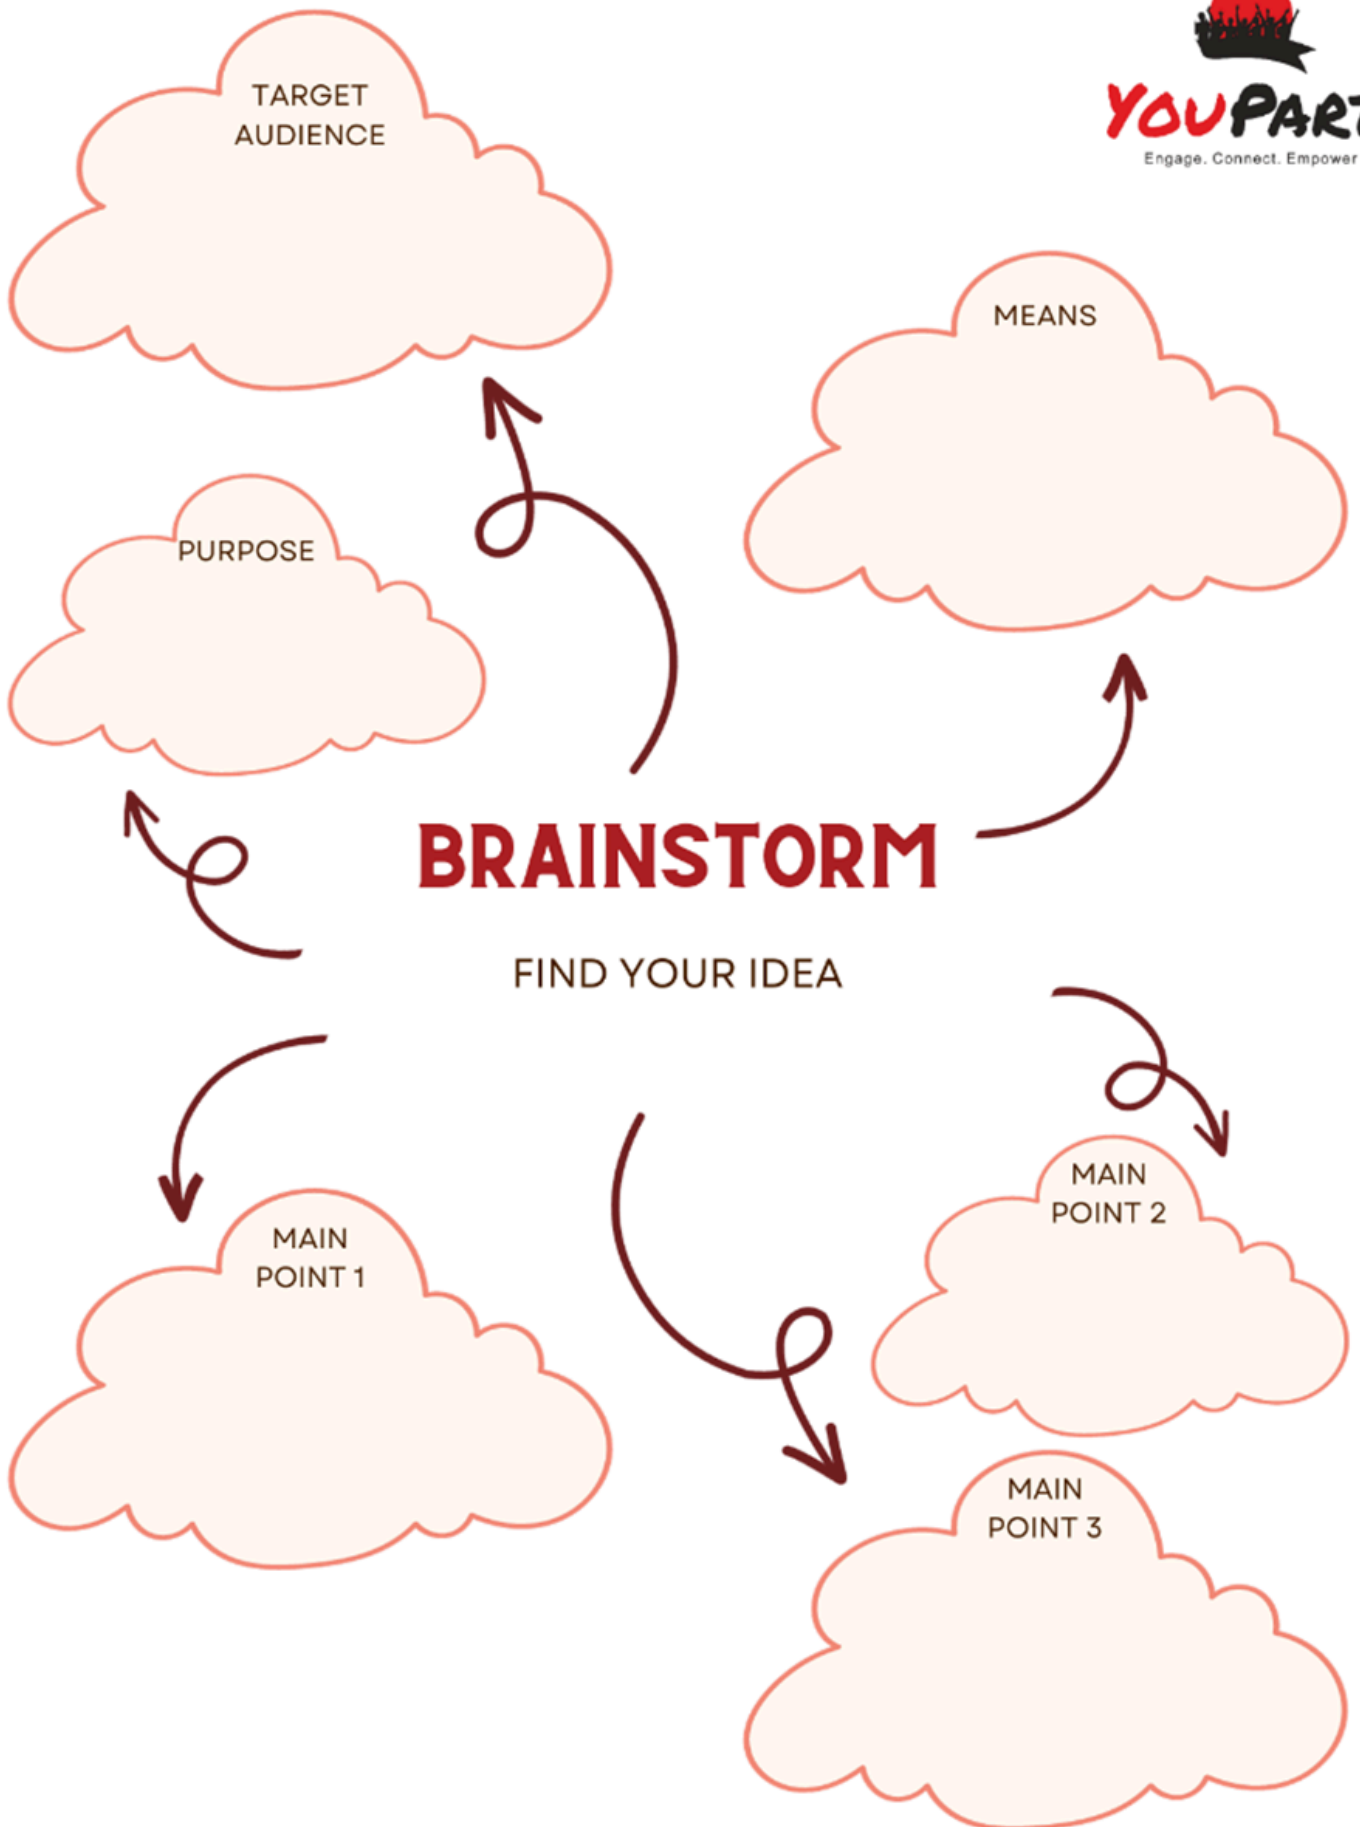 YOUPART
Engage. Connect. Empower
TARGET
AUDIENCE
MEANS
PURPOSE
BRAINSTORM
FIND YOUR IDEA
MAIN
POINT 1
MAIN
POINT 2
MAIN
POINT 3